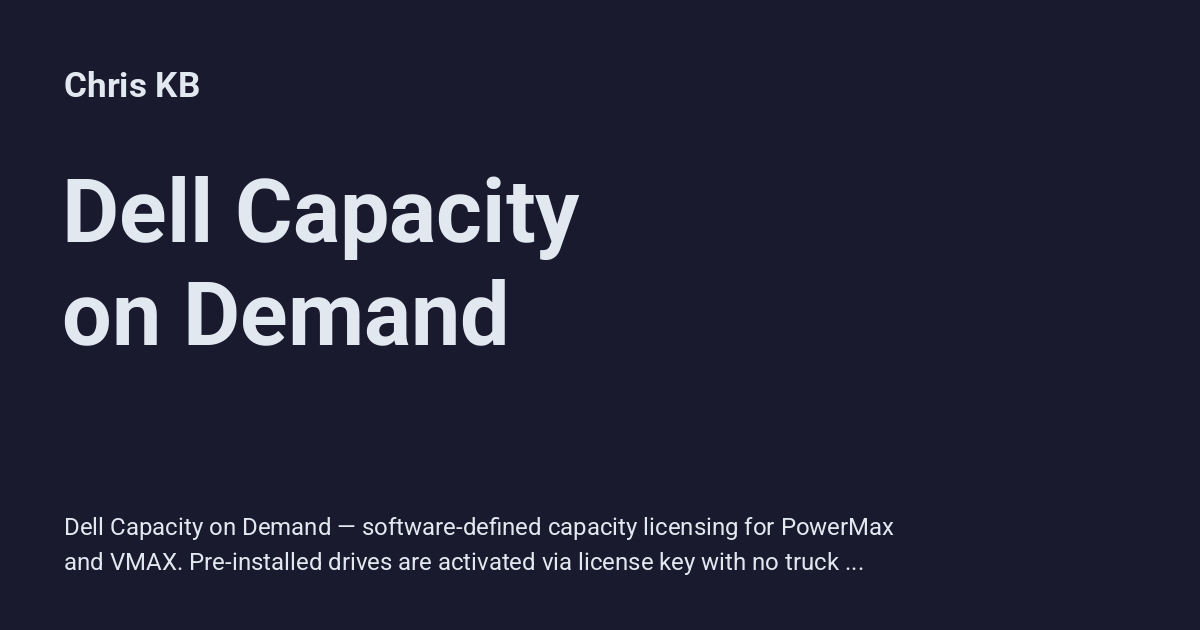 Chris KB
Dell Capacity
on Demand
Dell Capacity on Demand — software-defined capacity licensing for PowerMax
and VMAX. Pre-installed drives are activated via license key with no truck ...